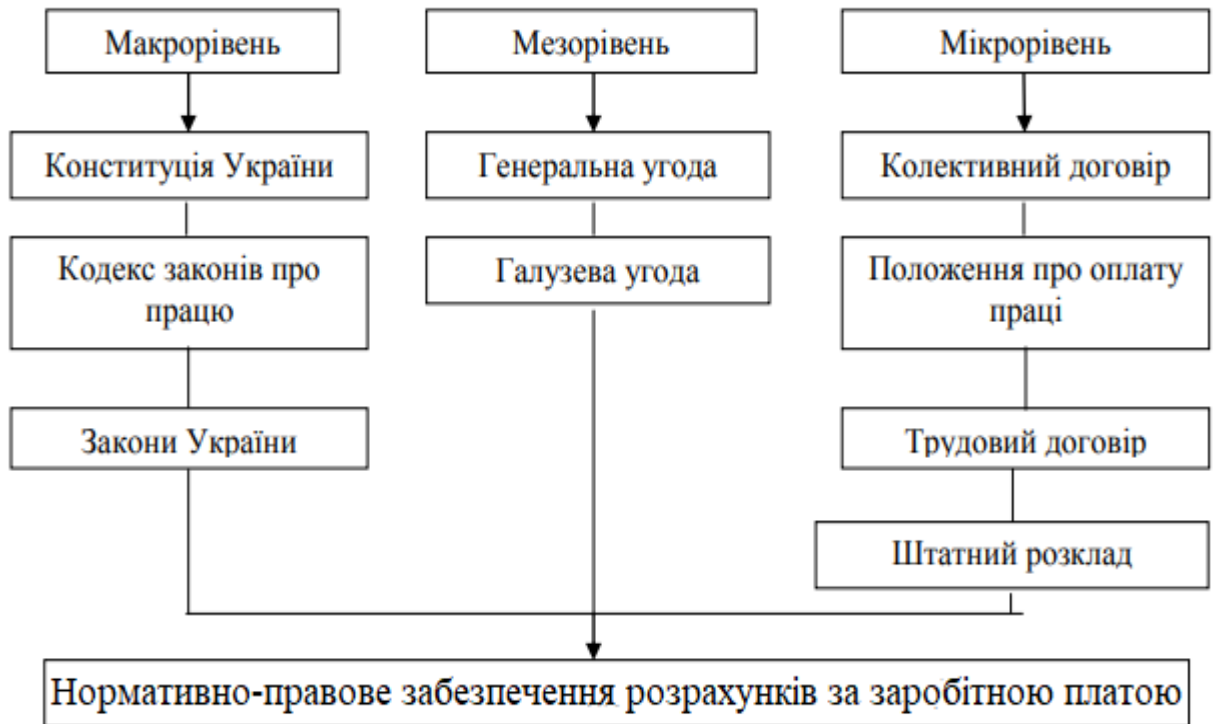 Макрорівень
Мезорівень
Мікрорівень
Конституція України
Генеральна угода
Колективний договір
Кодекс законів про
працю
Галузева угода
Положення про оплату
праці
Закони України
Трудовий договір
Штатний розклад
Нормативно-правове забезпечення розрахунків за заробітною платою